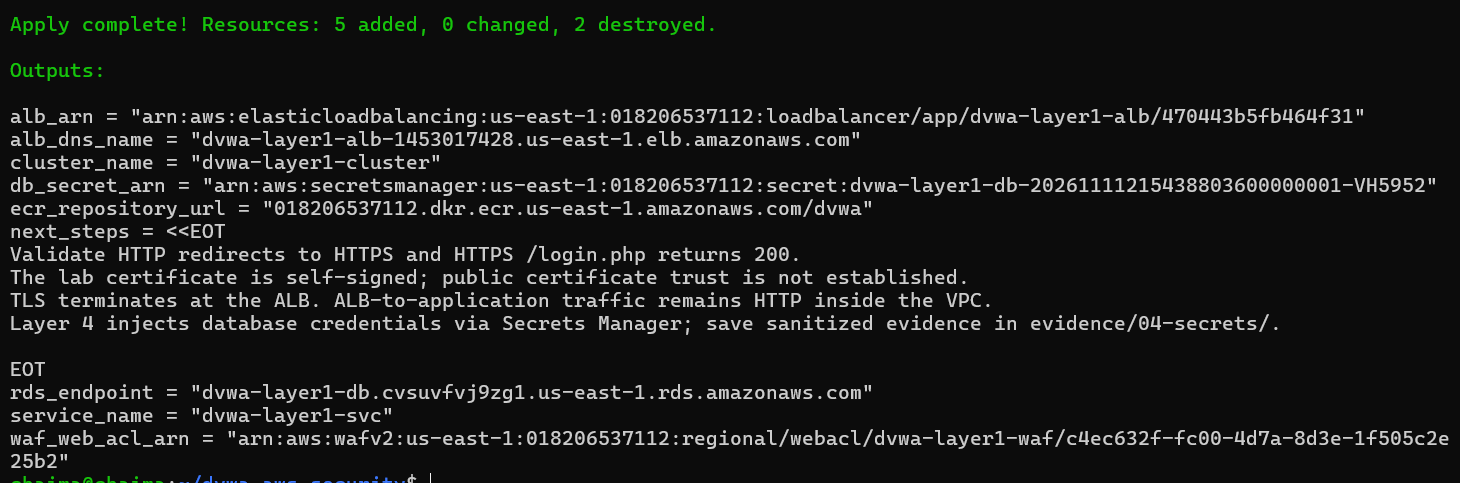 Apply complete! Resources: 5 added, 0 changed, 2 destroyed.
Outputs:
alb_arn = "arn:aws:elasticloadbalancing:us-east-1:018206537112:loadbalancer/app/dvwa-layer1-alb/470443b5fb464f31"
alb_dns_name = "dvwa-layer1-alb-1453017428.us-east-1.elb.amazonaws.com"
cluster_name = "dvwa-layer1-cluster"
db_secret_arn = "arn:aws:secretsmanager:us-east-1:018206537112:secret:dvwa-layer1-db-20261111215438803600000001-VH5952"
ecr_repository_url = "018206537112.dkr.ecr.us-east-1.amazonaws.com/dvwa"
next_steps = <<EOT
Validate HTTP redirects to HTTPS and HTTPS /login.php returns 200.
The lab certificate is self-signed; public certificate trust is not established.
TLS terminates at the ALB. ALB-to-application traffic remains HTTP inside the VPC.
Layer 4 injects database credentials via Secrets Manager; save sanitized evidence in evidence/04-secrets/.
EOT
rds_endpoint = "dvwa-layer1-db.cvsuvfvj9zg1.us-east-1.rds.amazonaws.com"
service_name = "dvwa-layer1-svc"
waf_web_acl_arn = "arn:aws:wafv2:us-east-1:018206537112:regional/webacl/dvwa-layer1-waf/c4ec632f-fc00-4d7a-8d3e-1f505c2e
25b2"